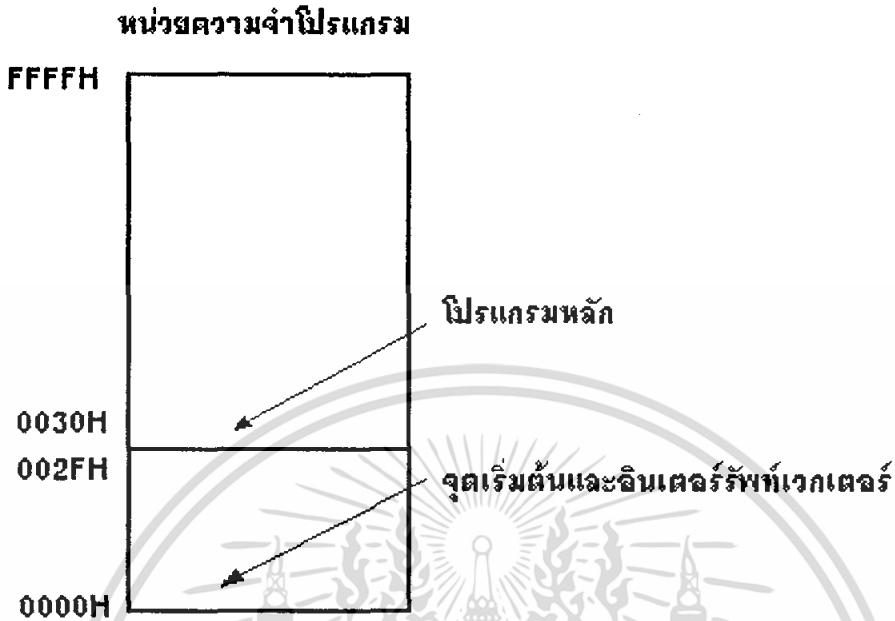 หน่วยความจำโปรแกรม
FFFFH
โปรแกรมหลัก
0030H
002FH
จุดเริ่มต้นและอินเตอร์รัพท์เวกเตอร์
0000H